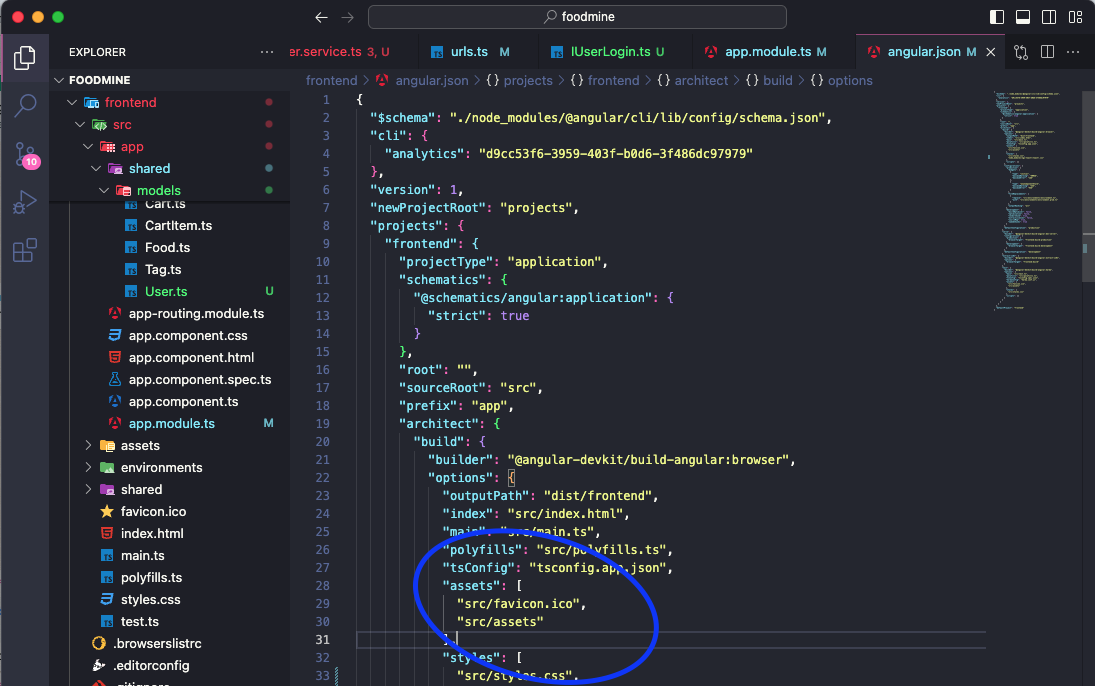 foodmine
EXPLORER
er.service.ts 3, U
urls.ts M
IUserLogin.ts U
app.module.ts M
angular.json M
FOODMINE
frontend > angular.json > {} projects > {} frontend > {} architect > {} build > {} options
frontend
src
app
shared
models
Cart.ts
CartItem.ts
Food.ts
Tag.ts
User.ts U
app-routing.module.ts
app.component.css
app.component.html
app.component.spec.ts
app.component.ts
app.module.ts M
assets
environments
shared
favicon.ico
index.html
main.ts
polyfills.ts
styles.css
test.ts
.browserslistrc
.editorconfig
.gitignore
10
1 {
2 "$schema": "./node_modules/@angular/cli/lib/config/schema.json",
3 "cli": {
4 "analytics": "d9cc53f6-3959-403f-b0d6-3f486dc97979"
5 },
6 "version": 1,
7 "newProjectRoot": "projects",
8 "projects": {
9 "frontend": {
10 "projectType": "application",
11 "schematics": {
12 "@schematics/angular:application": {
13 "strict": true
14 }
15 },
16 "root": "",
17 "sourceRoot": "src",
18 "prefix": "app",
19 "architect": {
20 "build": {
21 "builder": "@angular-devkit/build-angular:browser",
22 "options": {
23 "outputPath": "dist/frontend",
24 "index": "src/index.html",
25 "main": "src/main.ts",
26 "polyfills": "src/polyfills.ts",
27 "tsConfig": "tsconfig.app.json",
28 "assets": [
29 "src/favicon.ico",
30 "src/assets"
31 ],
32 "styles": [
33 "src/styles.css",